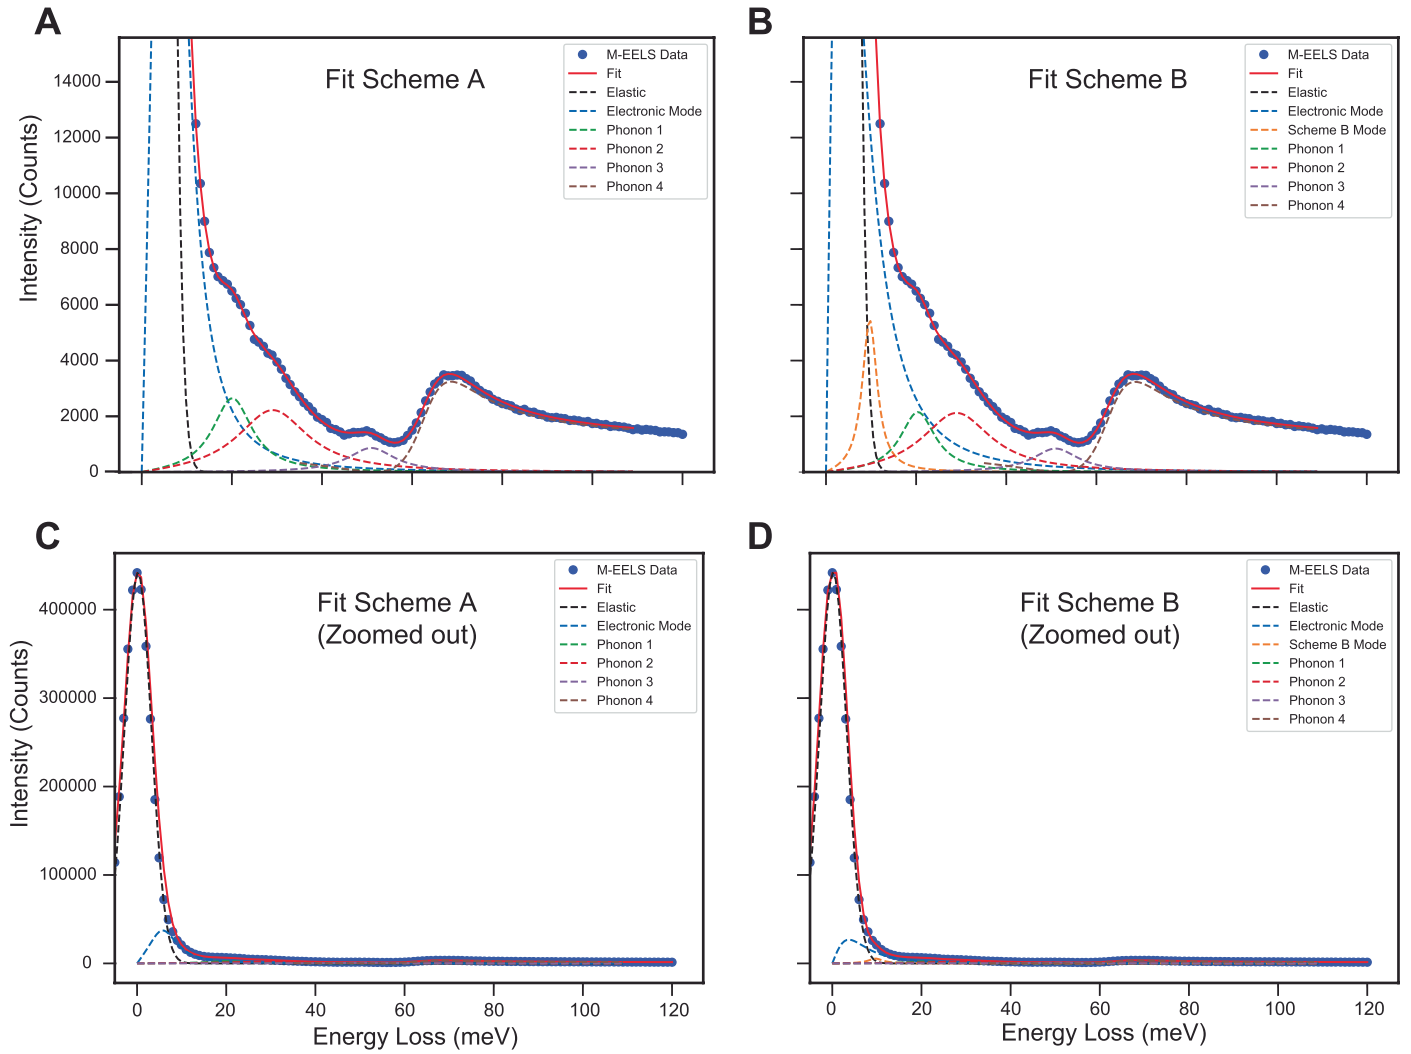 A
Intensity (Counts)
14000
12000
10000
8000
6000
4000
2000
0
Fit Scheme A
M-EELS Data
Fit
Elastic
Electronic Mode
Phonon 1
Phonon 2
Phonon 3
Phonon 4
B
Fit Scheme B
M-EELS Data
Fit
Elastic
Electronic Mode
Scheme B Mode
Phonon 1
Phonon 2
Phonon 3
Phonon 4
C
Intensity (Counts)
400000
300000
200000
100000
0
Fit Scheme A
(Zoomed out)
M-EELS Data
Fit
Elastic
Electronic Mode
Phonon 1
Phonon 2
Phonon 3
Phonon 4
0 20 40 60 80 100 120
Energy Loss (meV)
D
Fit Scheme B
(Zoomed out)
M-EELS Data
Fit
Elastic
Electronic Mode
Scheme B Mode
Phonon 1
Phonon 2
Phonon 3
Phonon 4
0 20 40 60 80 100 120
Energy Loss (meV)